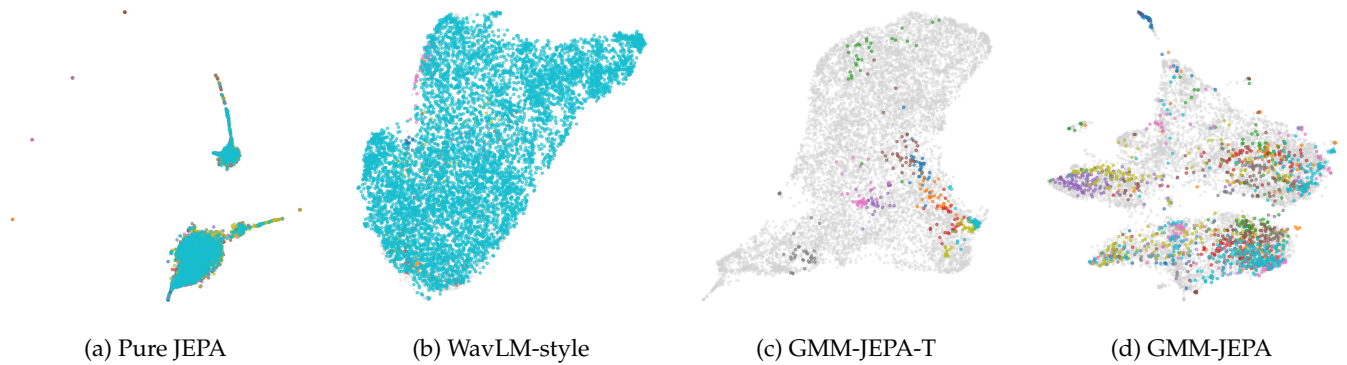 (a) Pure JEPA
(b) WavLM-style
(c) GMM-JEPA-T
(d) GMM-JEPA